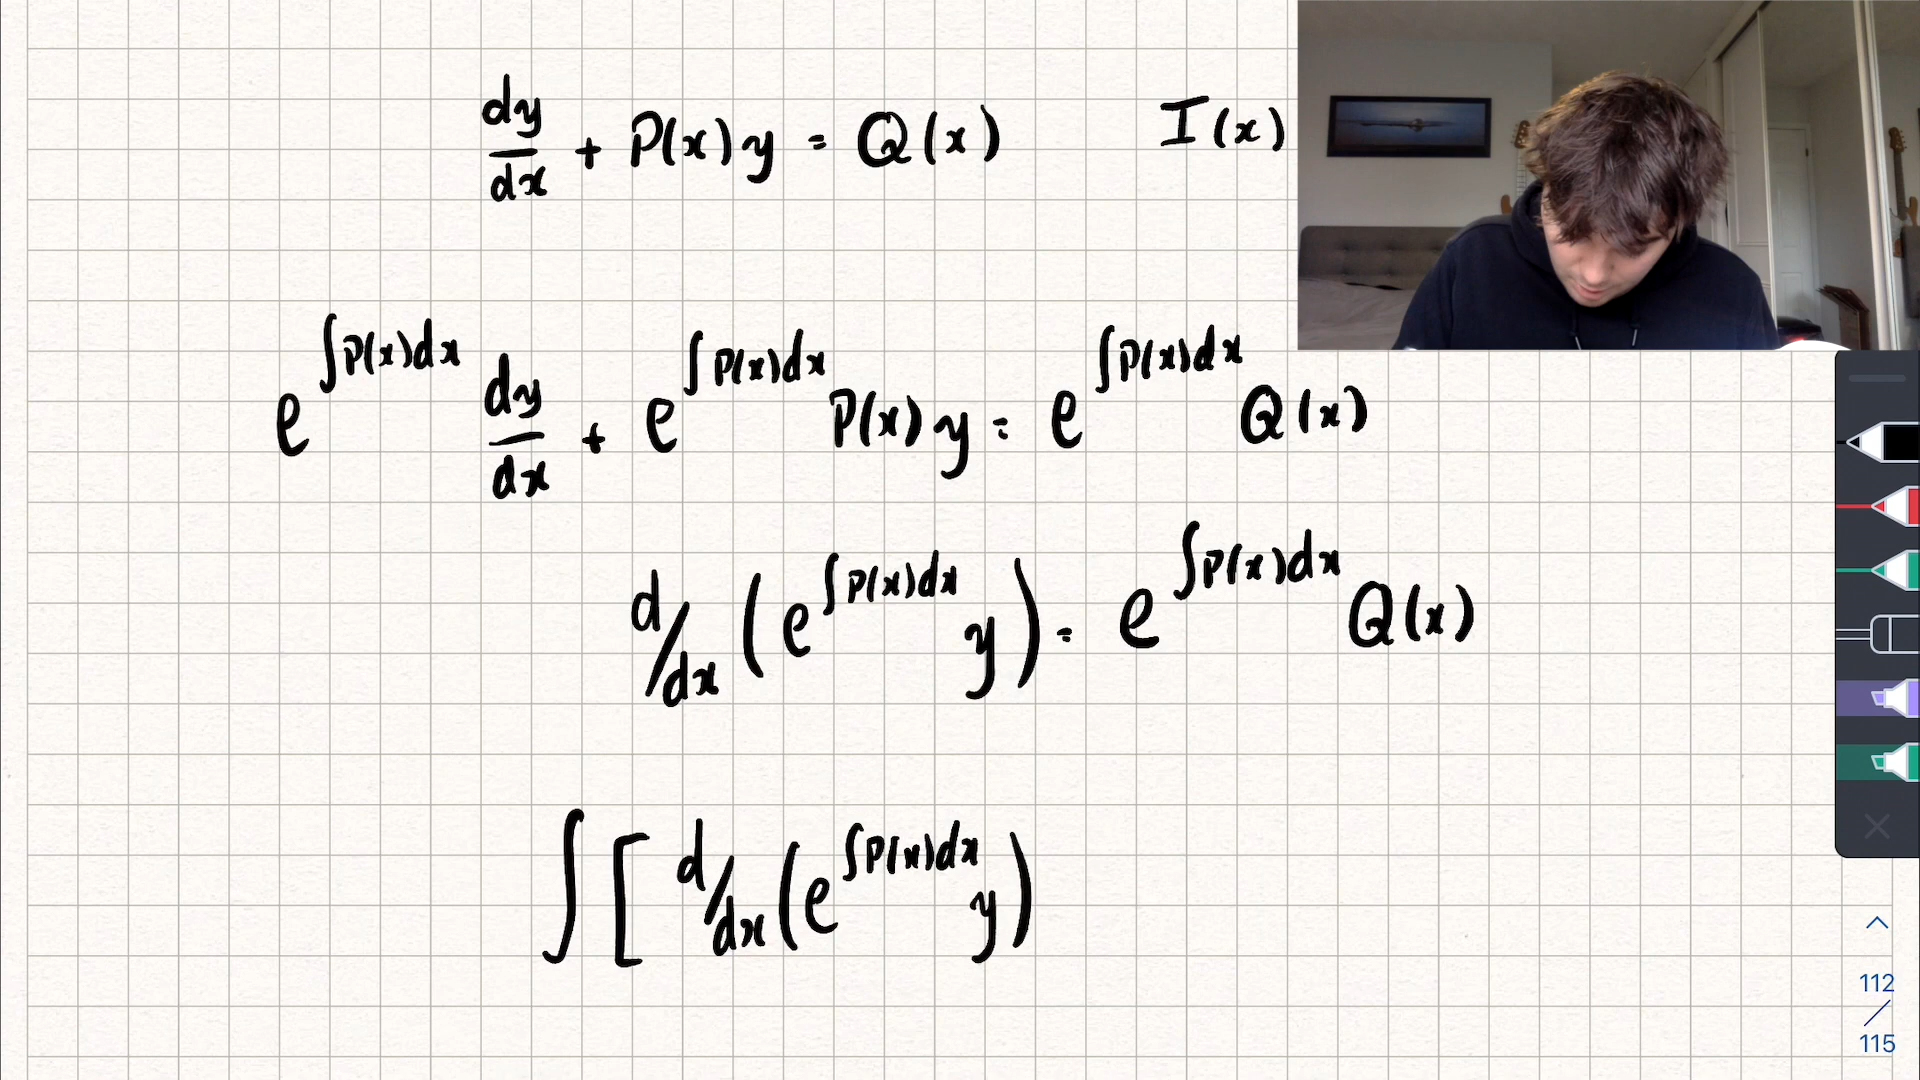 dy/dx + P(x)y = Q(x) I(x)
e^∫P(x)dx dy/dx + e^∫P(x)dx P(x)y = e^∫P(x)dx Q(x)
d/dx (e^∫P(x)dx y) = e^∫P(x)dx Q(x)
∫[d/dx(e^∫P(x)dx y)
112
/
115